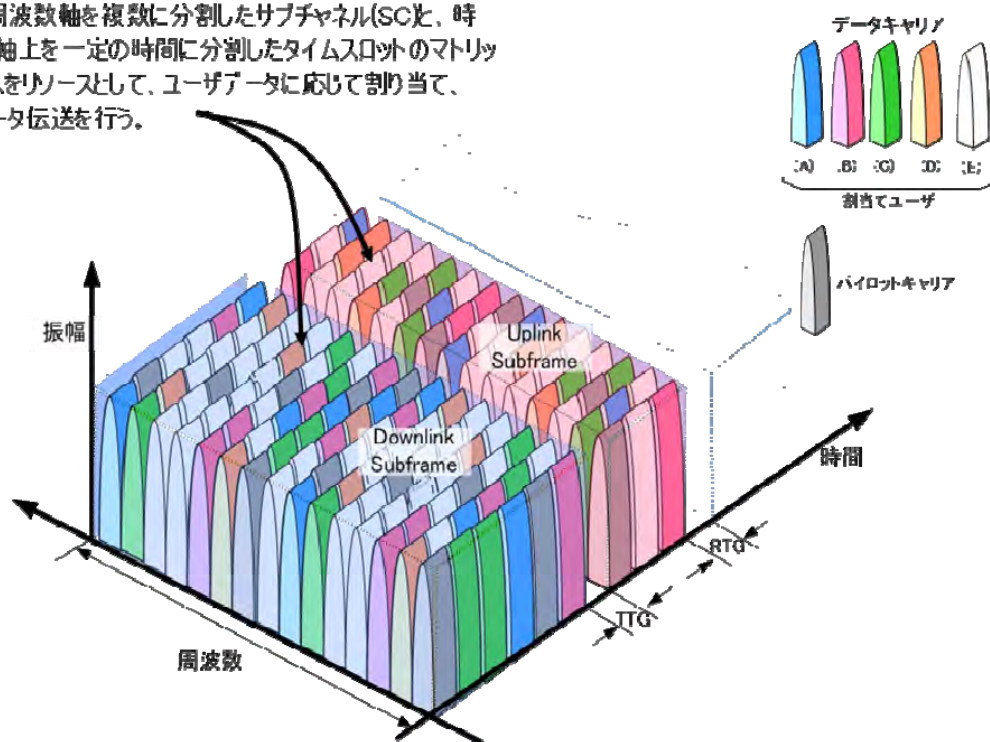 周波数軸を複数に分割したサブチャネル(SC)と、時
軸上を一定の時間に分割したタイムスロットのマトリッ
をリソースとして、ユーザデータに応じて割り当て、
ータ伝送を行う。
データキャリア
(A) (B) (C) (D) (E)
割当てユーザ
パイロットキャリア
振幅
Uplink
Subframe
Downlink
Subframe
時間
RTG
TTG
周波数